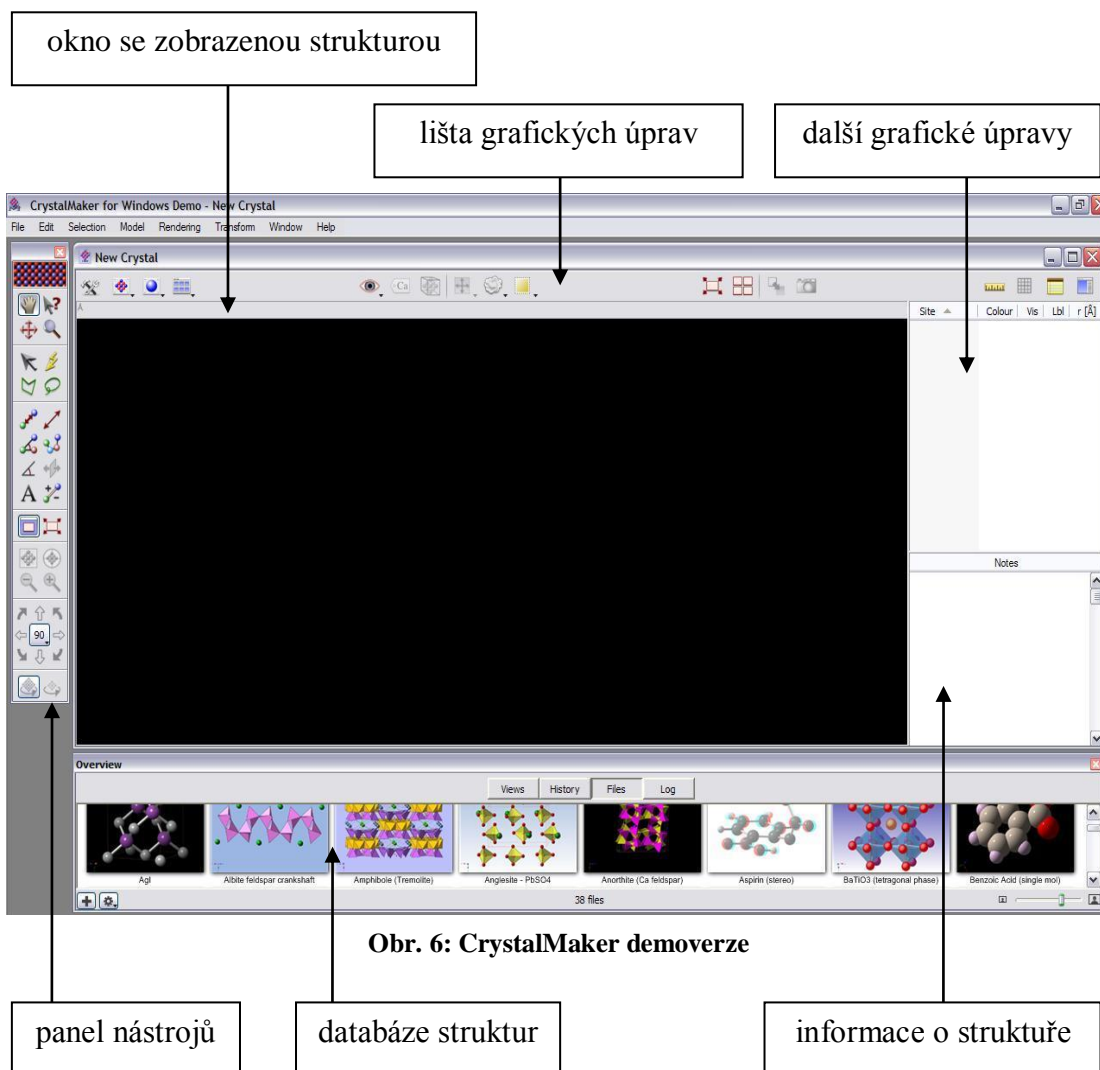 okno se zobrazenou strukturou
lišta grafických úprav
další grafické úpravy
CrystalMaker for Windows Demo - New Crystal
File Edit Selection Model Rendering Transform Window Help
New Crystal
Ca
A
Site Colour Vis Lbl r [Å]
A
90
Notes
Overview
Views History Files Log
AgI
Albite feldspar crankshaft
Amphibole (Tremolite)
Anglesite - PbSO4
Anorthite (Ca feldspar)
Aspirin (stereo)
BaTiO3 (tetragonal phase)
Benzoic Acid (single mol)
38 files
Obr. 6: CrystalMaker demoverze
panel nástrojů
databáze struktur
informace o struktuře